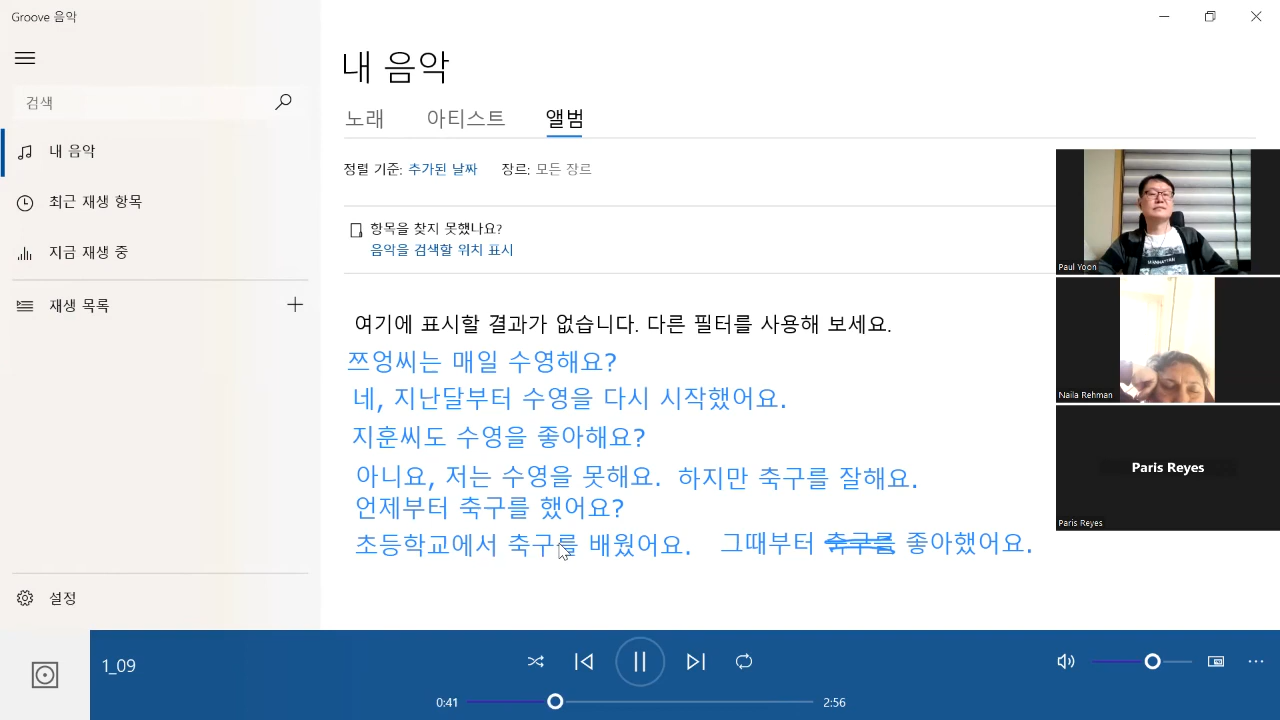 Groove 음악
검색
내 음악
최근 재생 항목
지금 재생 중
재생 목록
설정
내 음악
노래 아티스트 앨범
정렬 기준: 추가된 날짜 장르: 모든 장르
항목을 찾지 못했나요?
음악을 검색할 위치 표시
여기에 표시할 결과가 없습니다. 다른 필터를 사용해 보세요.
쯔엉씨는 매일 수영해요?
네, 지난달부터 수영을 다시 시작했어요.
지훈씨도 수영을 좋아해요?
아니요, 저는 수영을 못해요. 하지만 축구를 잘해요.
언제부터 축구를 했어요?
초등학교에서 축구를 배웠어요. 그때부터 축구를 좋아했어요.
Paul Yoon
MANHATTAN
Naila Rehman
Paris Reyes
Paris Reyes
1_09
0:41 2:56